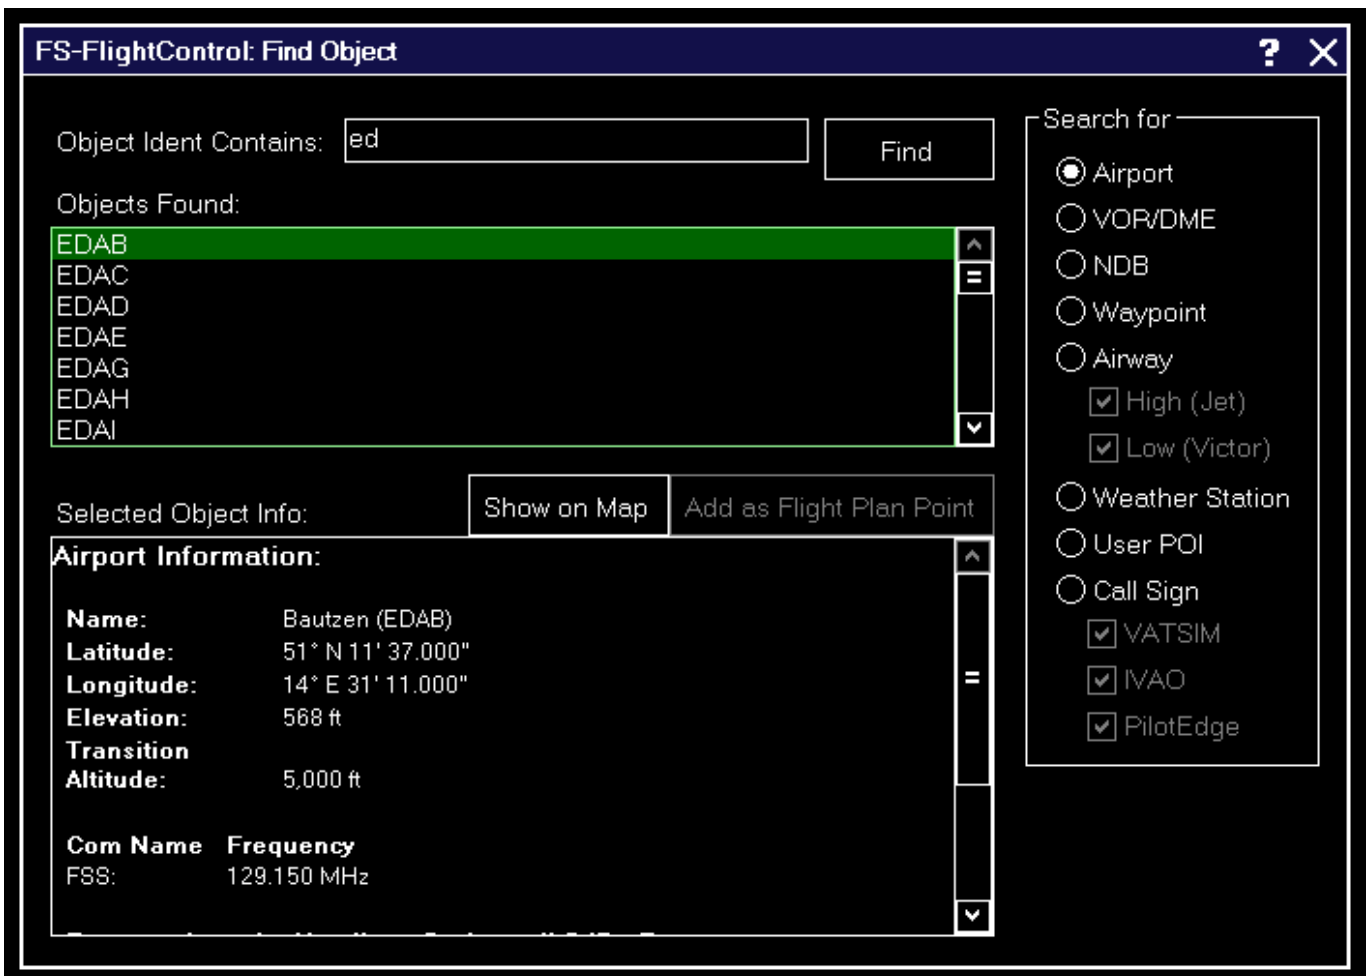 FS-FlightControl: Find Object
? X
Object Ident Contains: ed
Find
Objects Found:
EDAB
EDAC
EDAD
EDAE
EDAG
EDAH
EDAI
Selected Object Info:
Show on Map
Add as Flight Plan Point
Airport Information:
Name: Bautzen (EDAB)
Latitude: 51° N 11' 37.000"
Longitude: 14° E 31' 11.000"
Elevation: 568 ft
Transition
Altitude: 5,000 ft
Com Name Frequency
FSS: 129.150 MHz
Search for
Airport
VOR/DME
NDB
Waypoint
Airway
High (Jet)
Low (Victor)
Weather Station
User POI
Call Sign
VATSIM
IVAO
PilotEdge